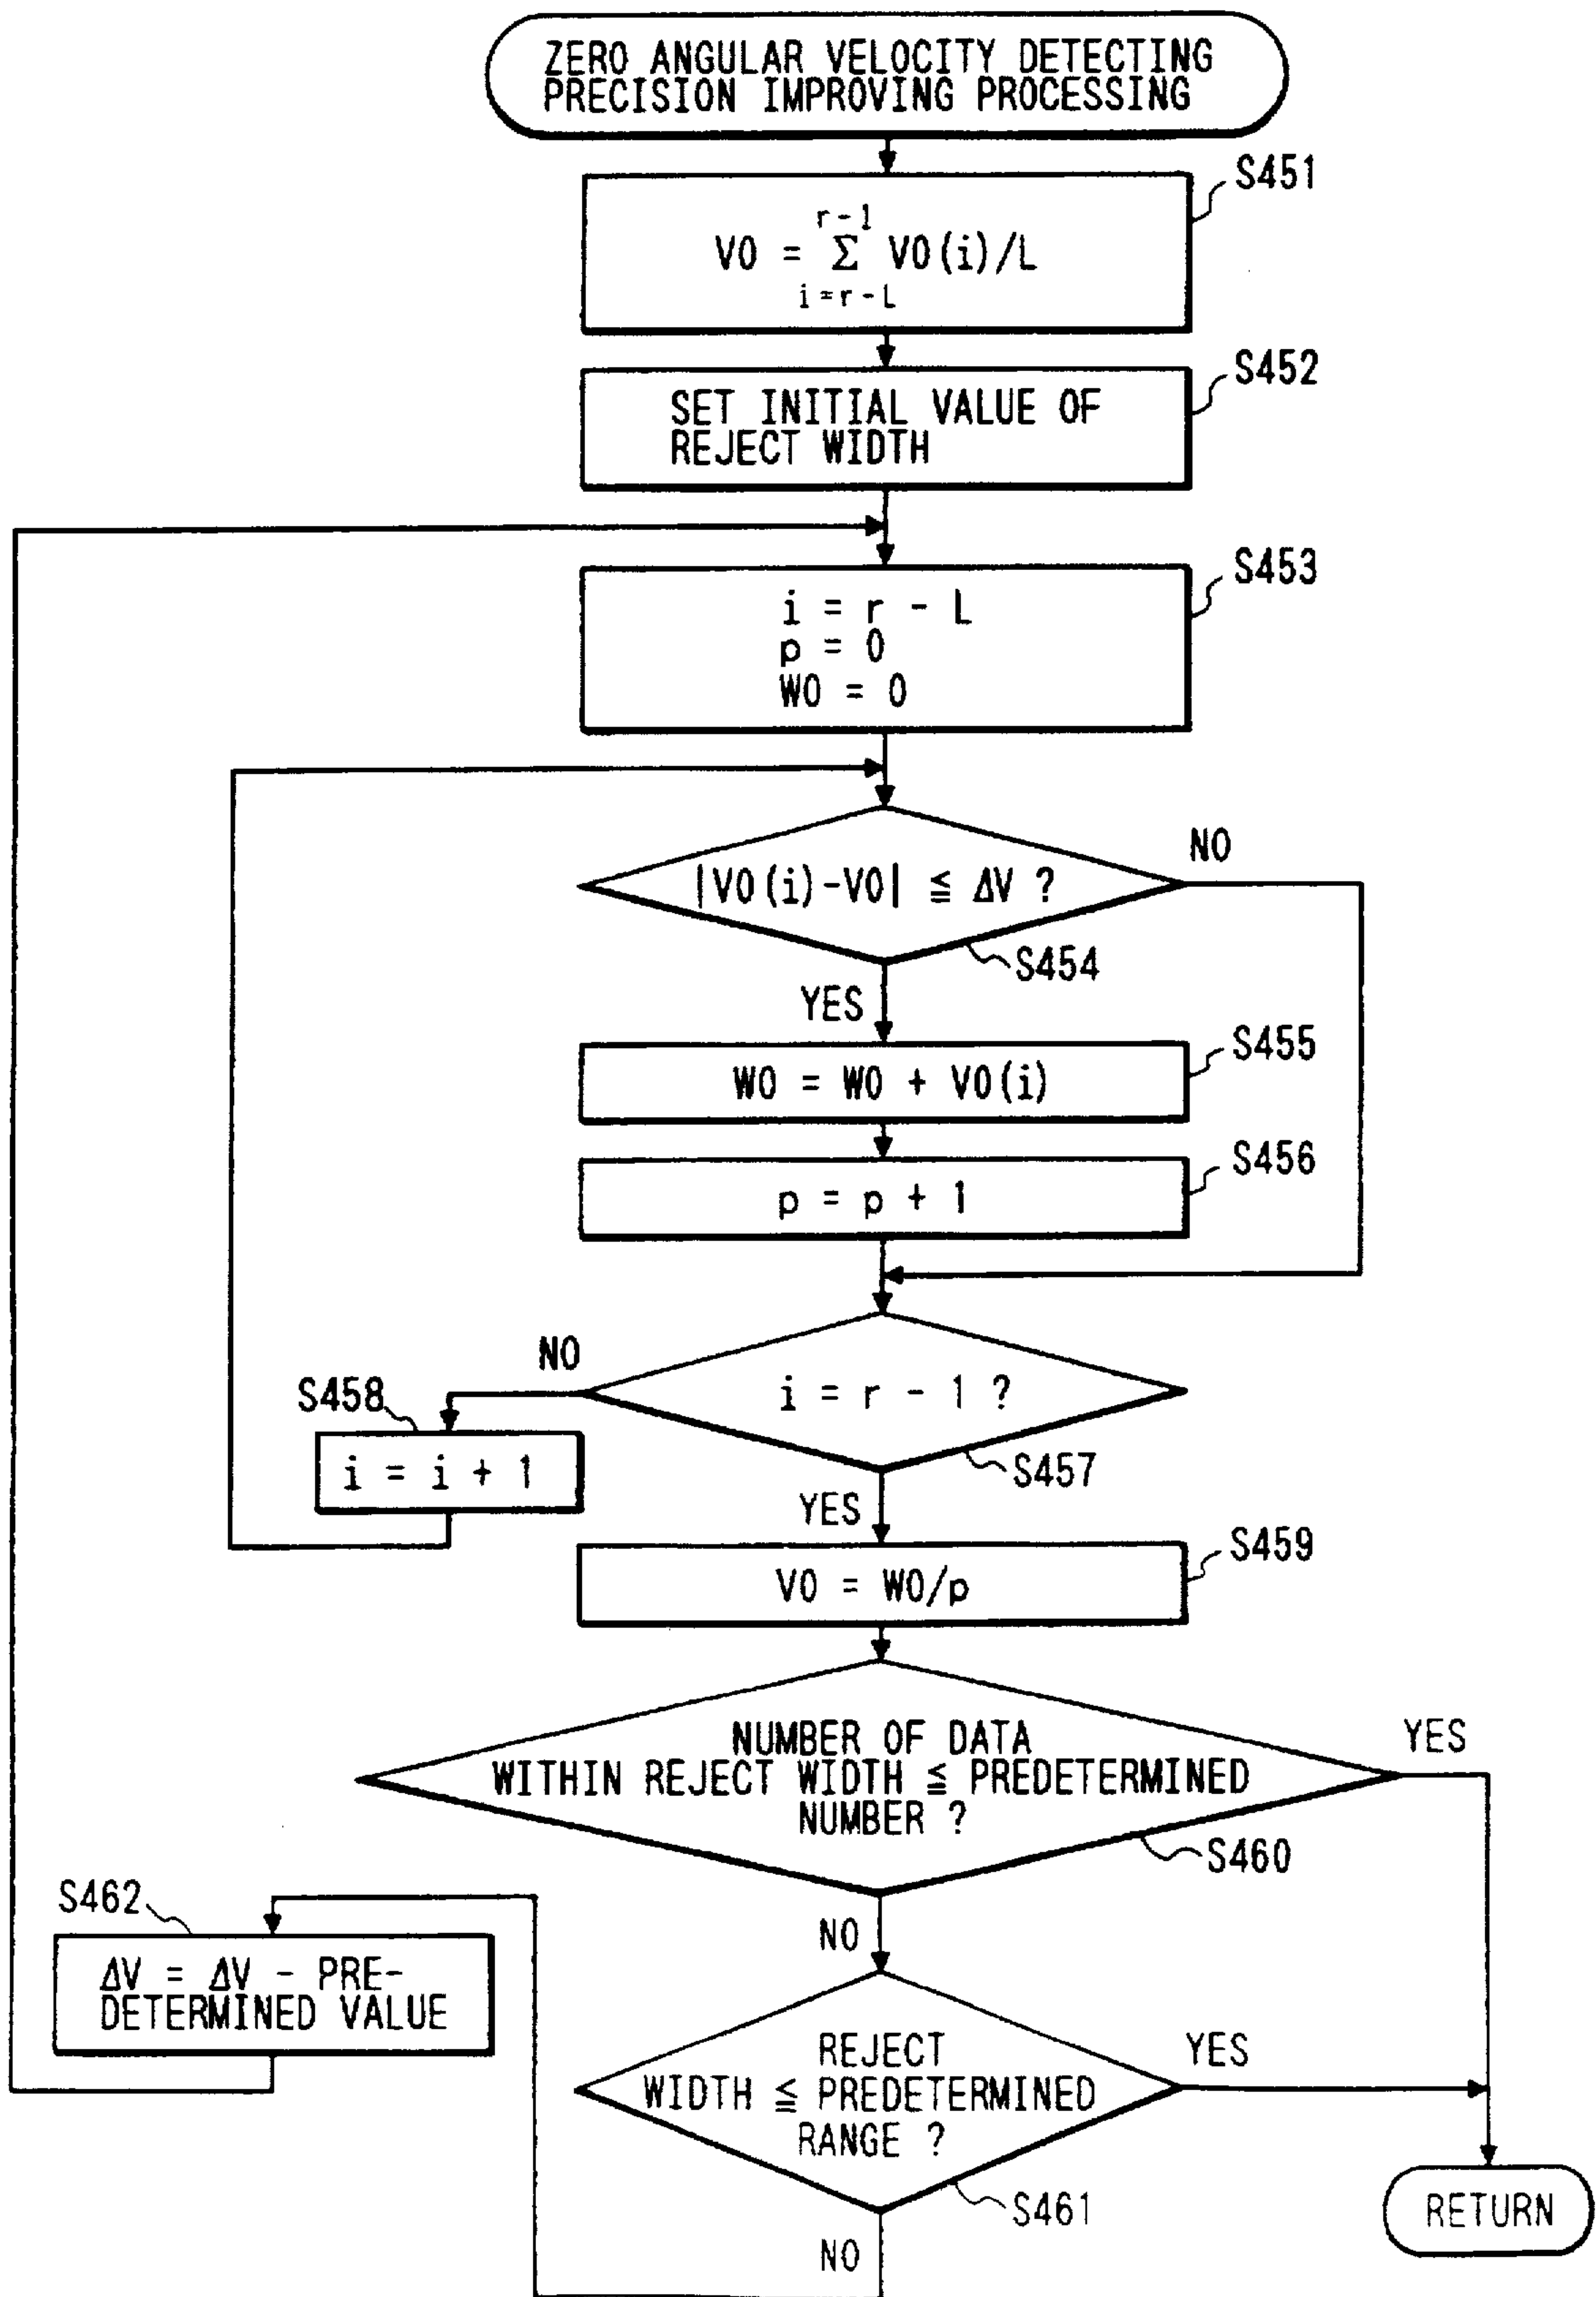 ZERO ANGULAR VELOCITY DETECTING
PRECISION IMPROVING PROCESSING
S451
r-1
V0 = Σ V0(i)/L
i=r-L
S452
SET INITIAL VALUE OF
REJECT WIDTH
S453
i = r - L
p = 0
W0 = 0
NO
|V0(i)-V0| ≦ ΔV ?
S454
YES
S455
W0 = W0 + V0(i)
S456
p = p + 1
NO
i = r - 1 ?
S458
S457
i = i + 1
YES
S459
V0 = W0/p
NUMBER OF DATA
YES
WITHIN REJECT WIDTH ≦ PREDETERMINED
NUMBER ?
S460
S462
NO
ΔV = ΔV - PRE-
DETERMINED VALUE
REJECT
YES
WIDTH ≦ PREDETERMINED
RANGE ?
S461
RETURN
NO